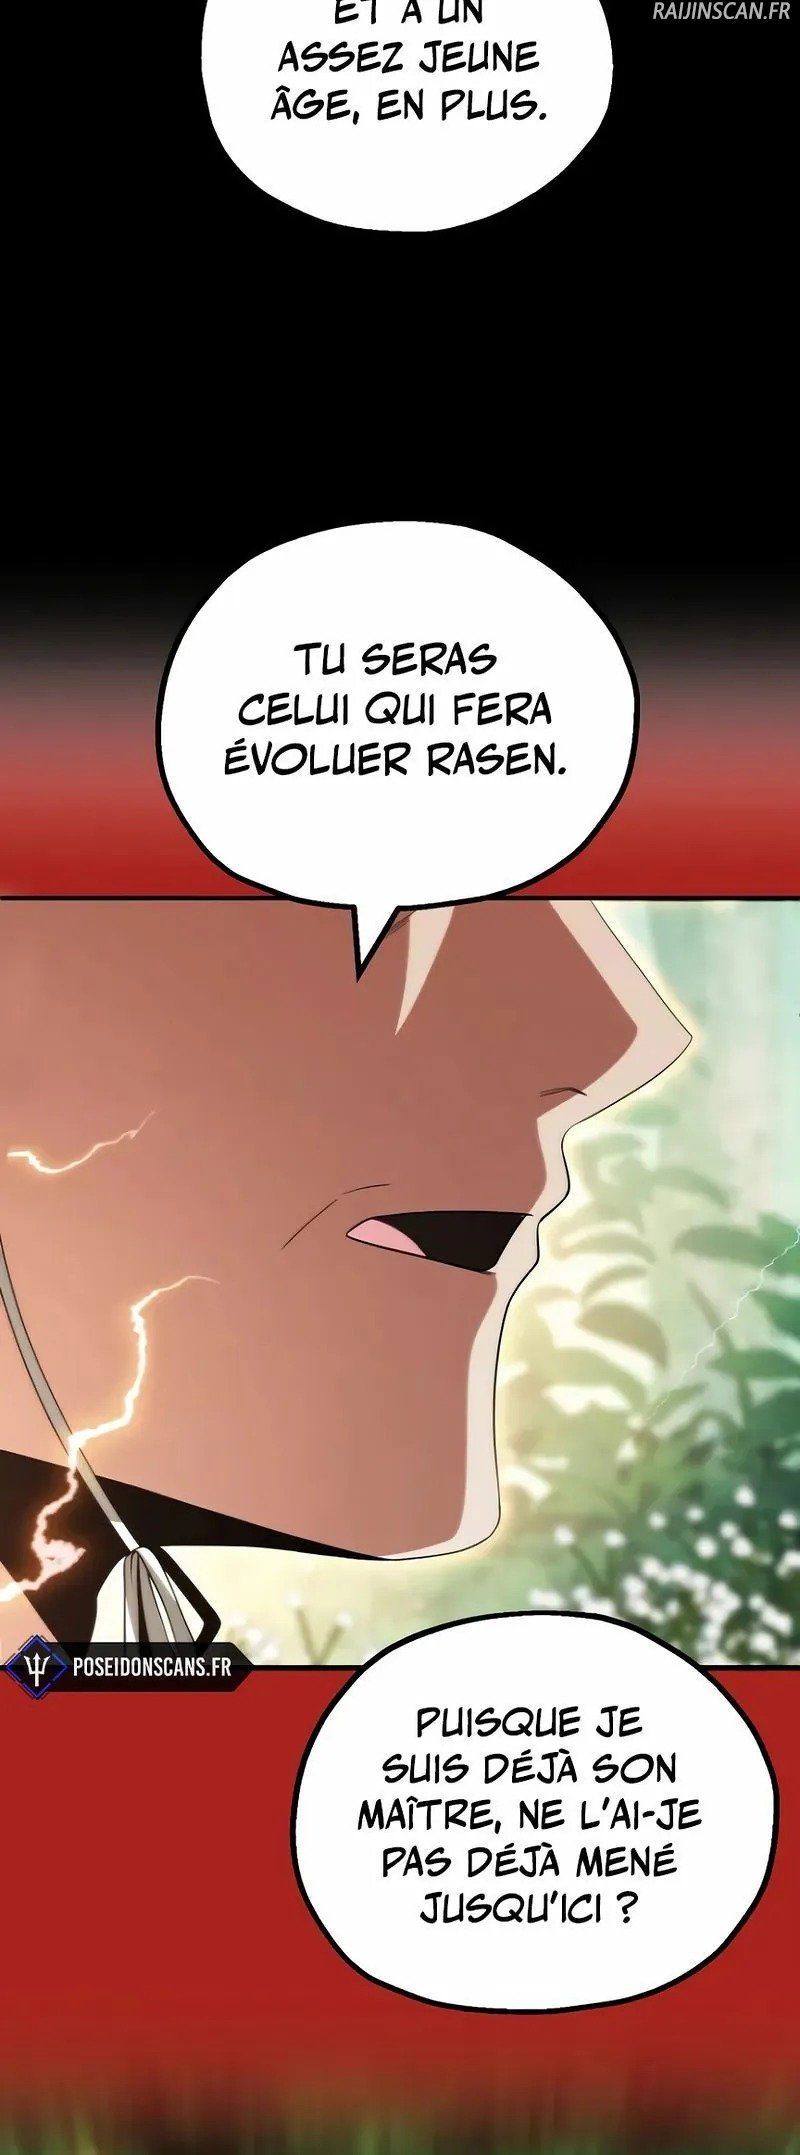 RAIJINSCAN.FR
ET À UN
ASSEZ JEUNE
ÂGE, EN PLUS.
TU SERAS
CELUI QUI FERA
ÉVOLUER RASEN.
POSEIDONSCANS.FR
PUISQUE JE
SUIS DÉJÀ SON
MAÎTRE, NE L'AI-JE
PAS DÉJÀ MENÉ
JUSQU'ICI ?